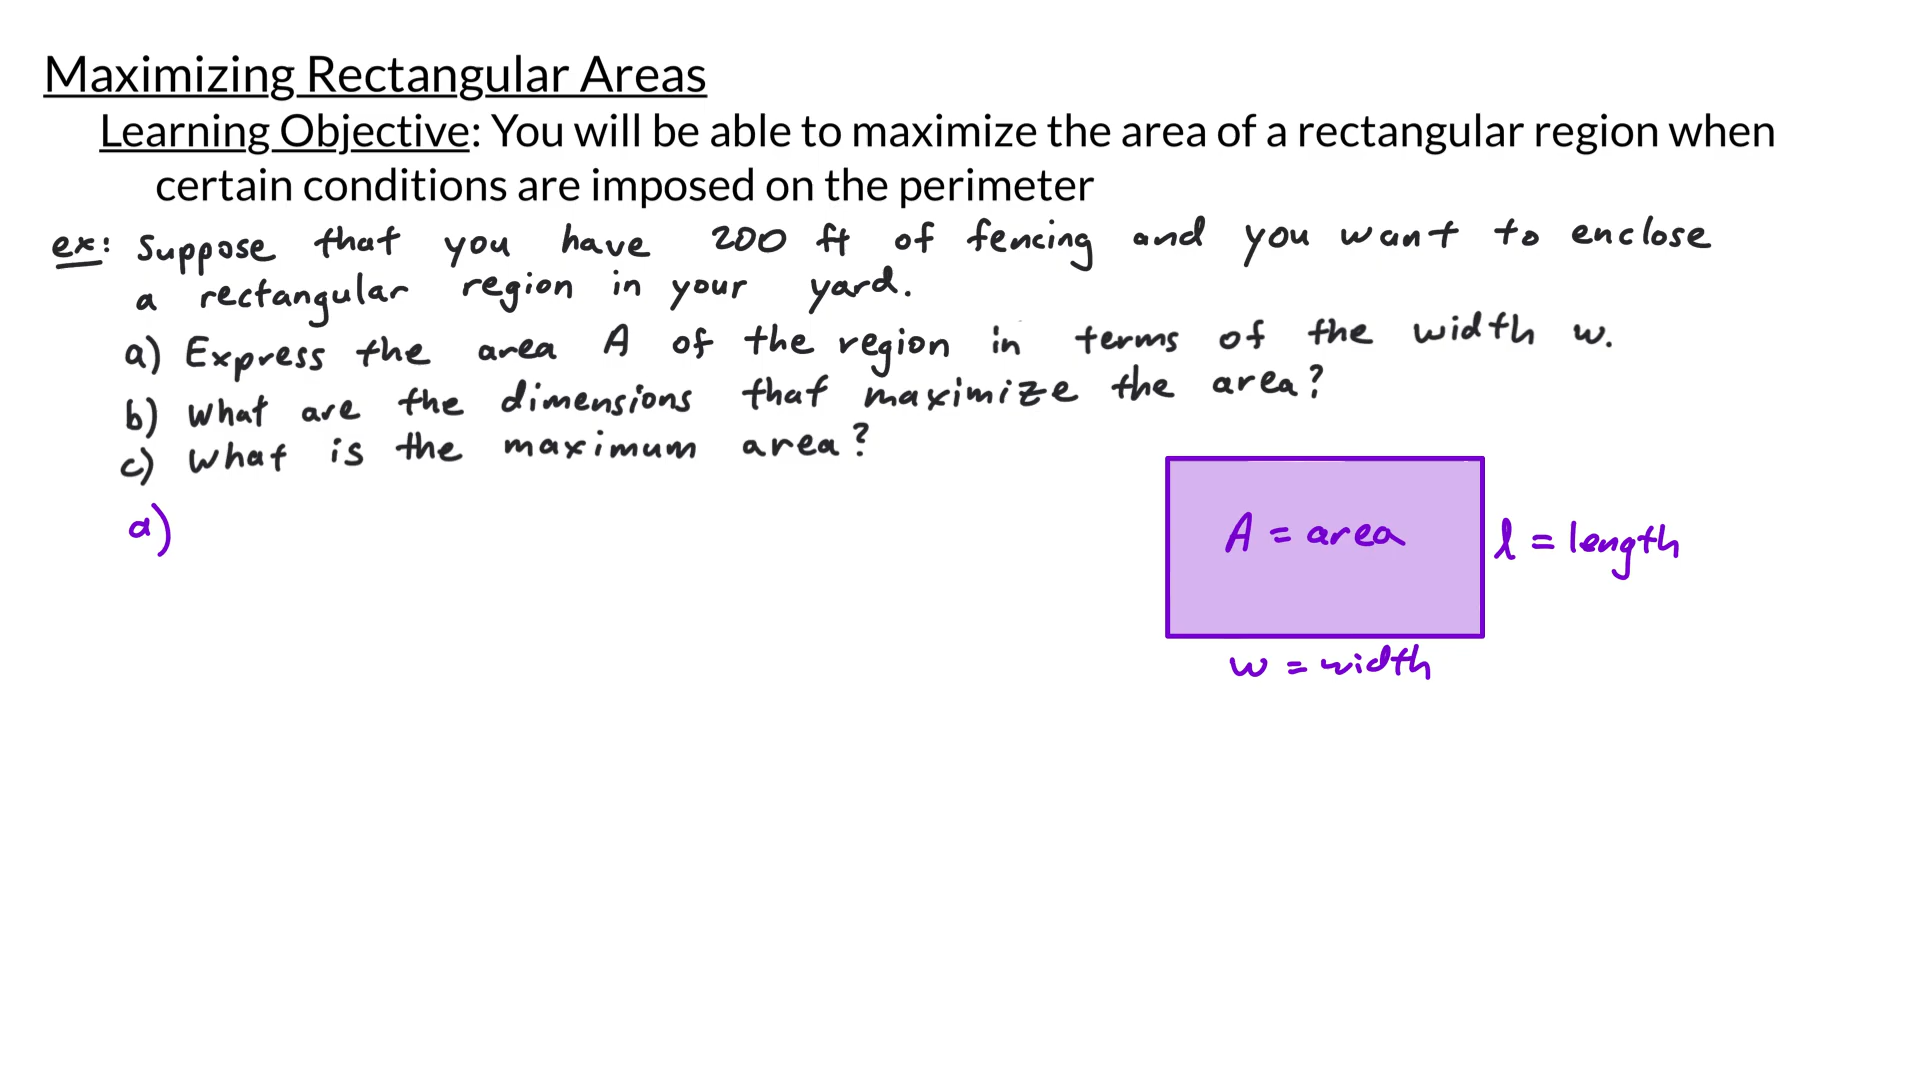 Maximizing Rectangular Areas
Learning Objective: You will be able to maximize the area of a rectangular region when
certain conditions are imposed on the perimeter
ex: Suppose that you have 200 ft of fencing and you want to enclose
a rectangular region in your yard.
a) Express the area A of the region in terms of the width w.
b) What are the dimensions that maximize the area?
c) What is the maximum area?
a)
A = area
l = length
w = width